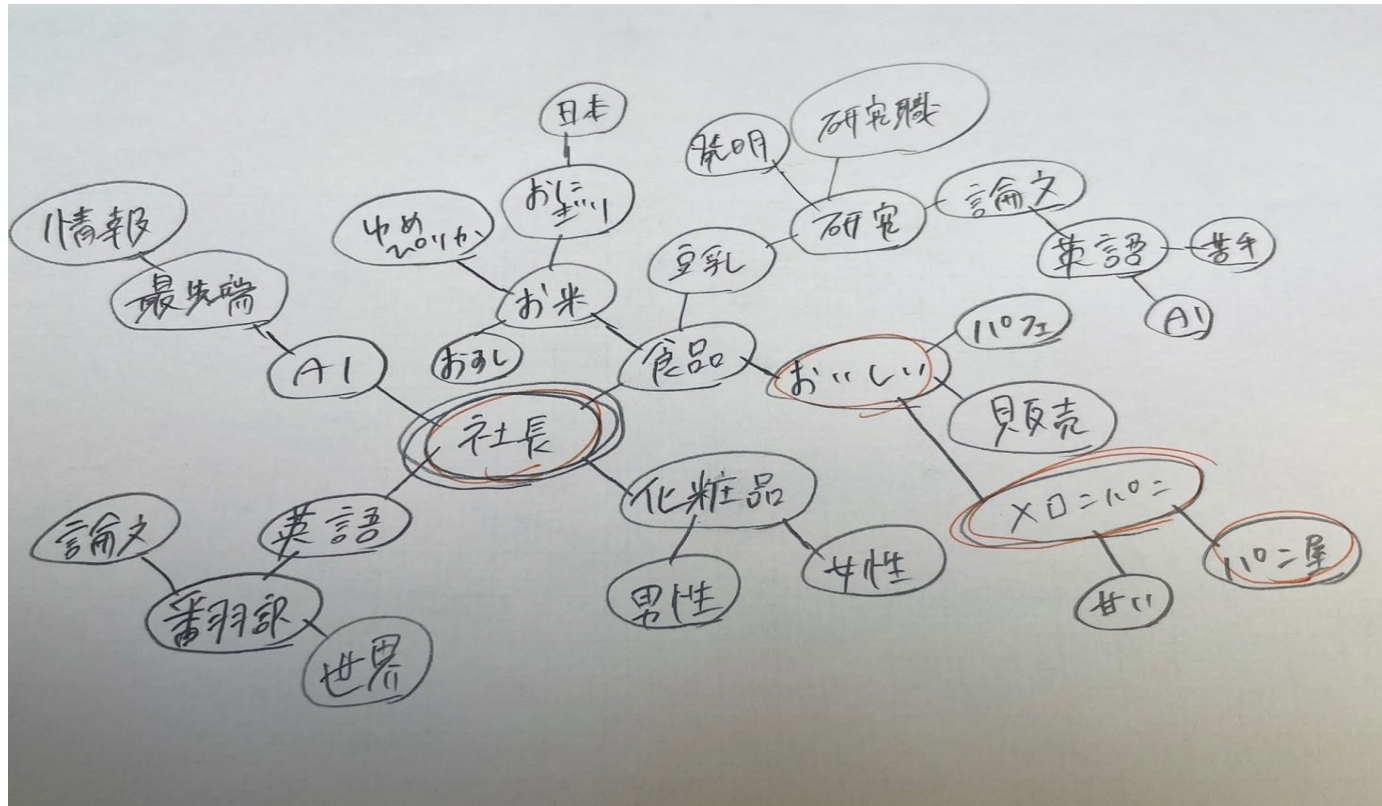 日本
研究職
発明
おに
ぎり
論文
情報
ゆめ
ぴりか
研究
豆乳
英語
苦手
最先端
お米
AI
パフェ
AI
おすし
食品
おいしい
販売
社長
化粧品
メロンパン
論文
英語
パン屋
女性
男性
甘い
翻訳
世界